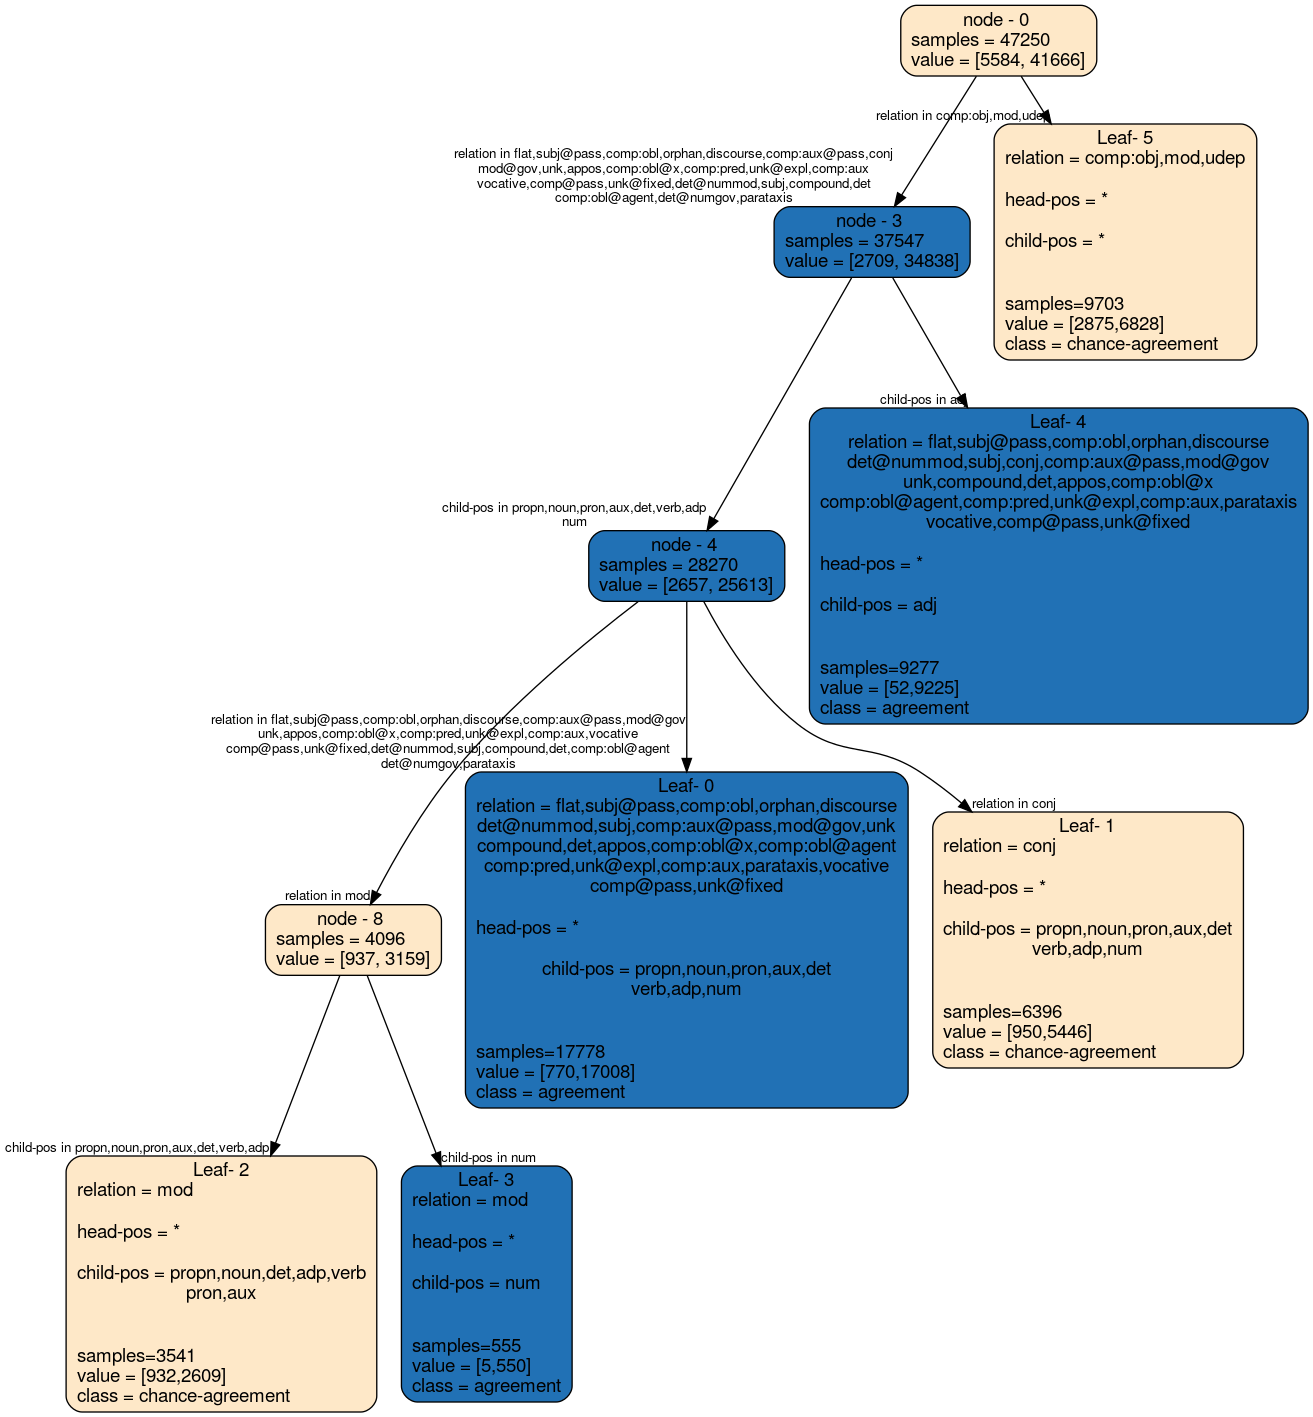 node - 0
samples = 47250
value = [5584, 41666]
relation in comp:obj,mod,udep
Leaf- 5
relation = comp:obj,mod,udep
head-pos = *
child-pos = *
samples=9703
value = [2875,6828]
class = chance-agreement
relation in flat,subj@pass,comp:obl,orphan,discourse,comp:aux@pass,conj
mod@gov,unk,appos,comp:obl@x,comp:pred,unk@expl,comp:aux
vocative,comp@pass,unk@fixed,det@nummod,subj,compound,det
comp:obl@agent,det@numgov,parataxis
node - 3
samples = 37547
value = [2709, 34838]
child-pos in adj
Leaf- 4
relation = flat,subj@pass,comp:obl,orphan,discourse
det@nummod,subj,conj,comp:aux@pass,mod@gov
unk,compound,det,appos,comp:obl@x
comp:obl@agent,comp:pred,unk@expl,comp:aux,parataxis
vocative,comp@pass,unk@fixed
head-pos = *
child-pos = adj
samples=9277
value = [52,9225]
class = agreement
child-pos in propn,noun,pron,aux,det,verb,adp
num
node - 4
samples = 28270
value = [2657, 25613]
relation in flat,subj@pass,comp:obl,orphan,discourse,comp:aux@pass,mod@gov
unk,appos,comp:obl@x,comp:pred,unk@expl,comp:aux,vocative
comp@pass,unk@fixed,det@nummod,subj,compound,det,comp:obl@agent
det@numgov,parataxis
Leaf- 0
relation = flat,subj@pass,comp:obl,orphan,discourse
det@nummod,subj,comp:aux@pass,mod@gov,unk
compound,det,appos,comp:obl@x,comp:obl@agent
comp:pred,unk@expl,comp:aux,parataxis,vocative
comp@pass,unk@fixed
head-pos = *
child-pos = propn,noun,pron,aux,det
verb,adp,num
samples=17778
value = [770,17008]
class = agreement
relation in conj
Leaf- 1
relation = conj
head-pos = *
child-pos = propn,noun,pron,aux,det
verb,adp,num
samples=6396
value = [950,5446]
class = chance-agreement
relation in mod
node - 8
samples = 4096
value = [937, 3159]
child-pos in propn,noun,pron,aux,det,verb,adp
Leaf- 2
relation = mod
head-pos = *
child-pos = propn,noun,det,adp,verb
pron,aux
samples=3541
value = [932,2609]
class = chance-agreement
child-pos in num
Leaf- 3
relation = mod
head-pos = *
child-pos = num
samples=555
value = [5,550]
class = agreement